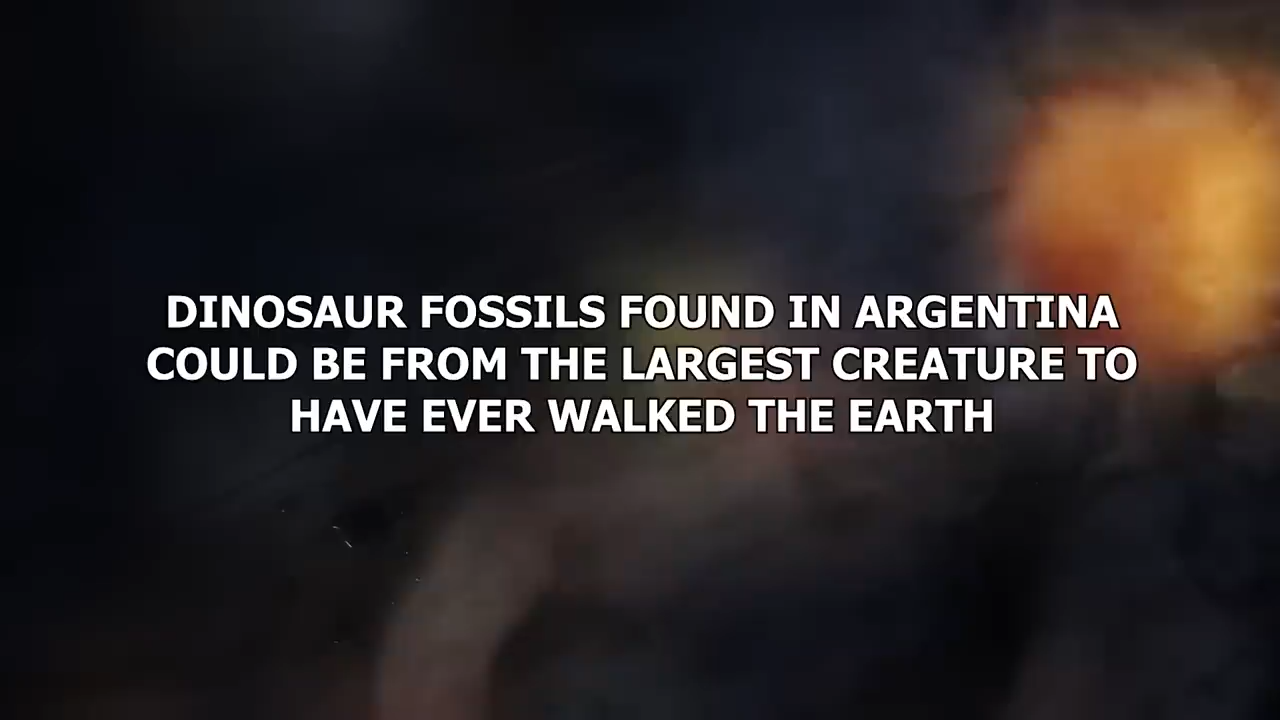 DINOSAUR FOSSILS FOUND IN ARGENTINA
COULD BE FROM THE LARGEST CREATURE TO
HAVE EVER WALKED THE EARTH